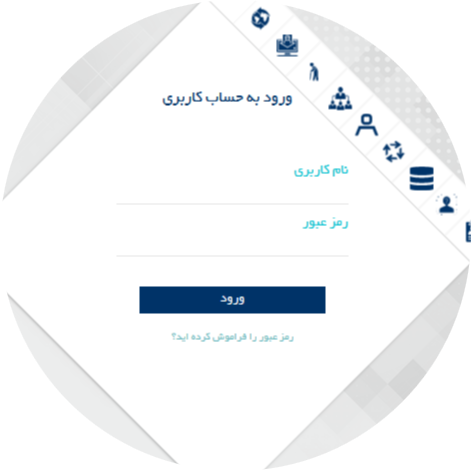 ورود به حساب کاربری
نام کاربری
رمز عبور
ورود
رمز عبور را فراموش کرده اید؟